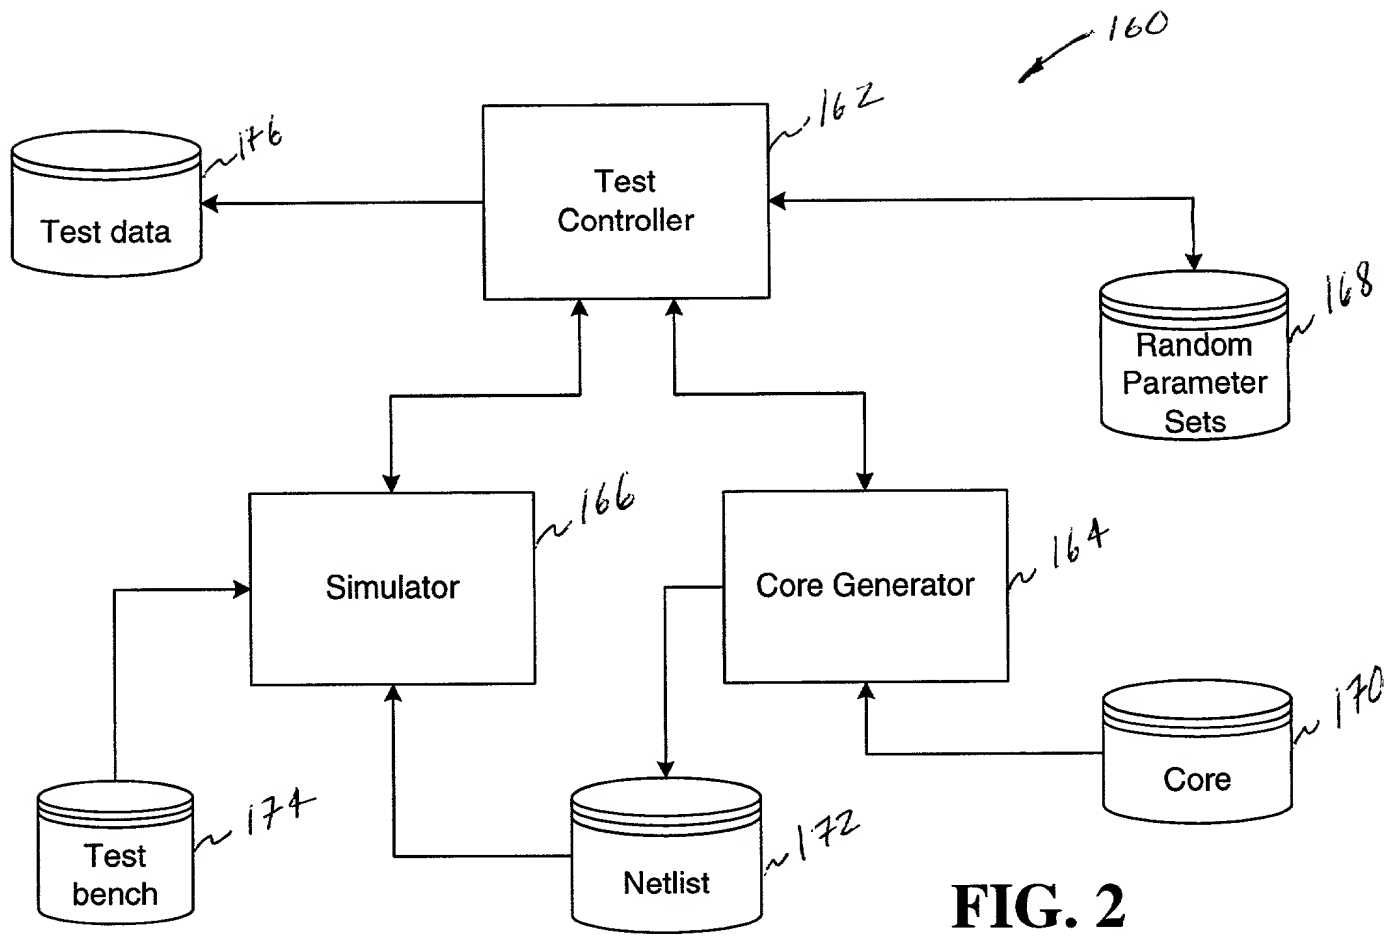 160
162
176
Test
Controller
Test data
168
Random
Parameter
Sets
166
164
Simulator
Core Generator
170
Core
174
172
Test
bench
Netlist
FIG. 2